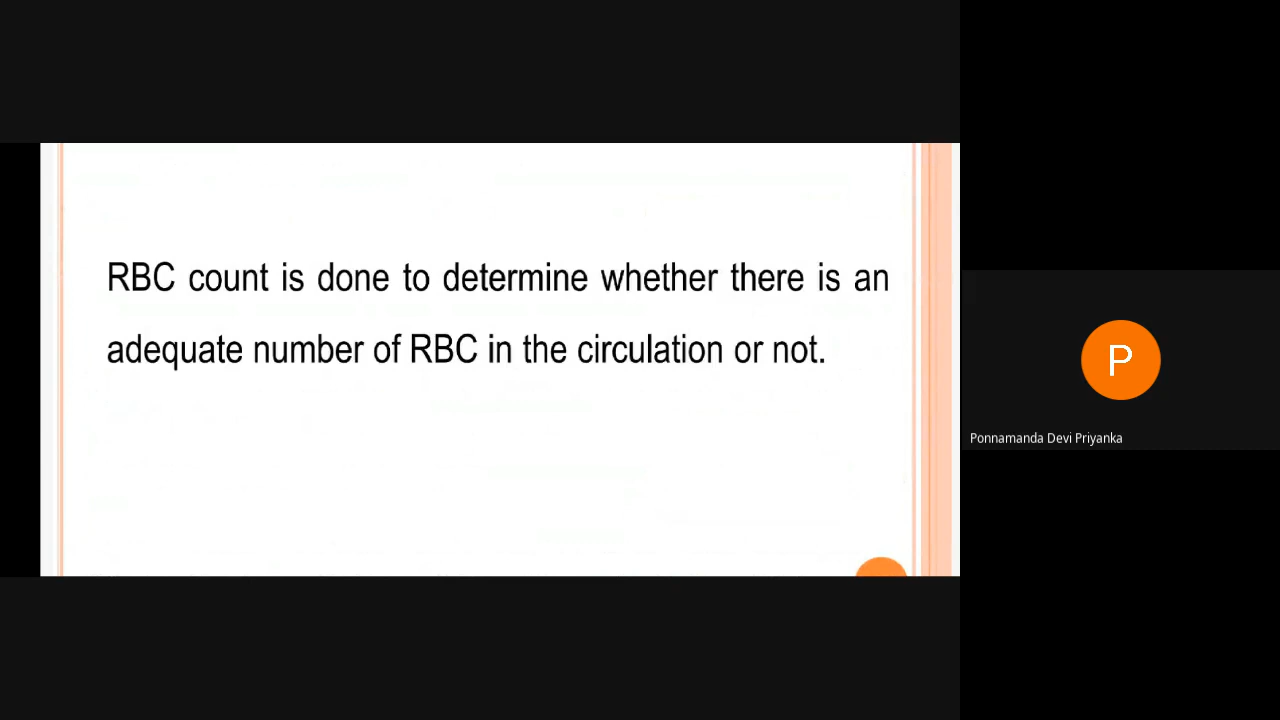 RBC count is done to determine whether there is an
adequate number of RBC in the circulation or not.
P
Ponnamanda Devi Priyanka